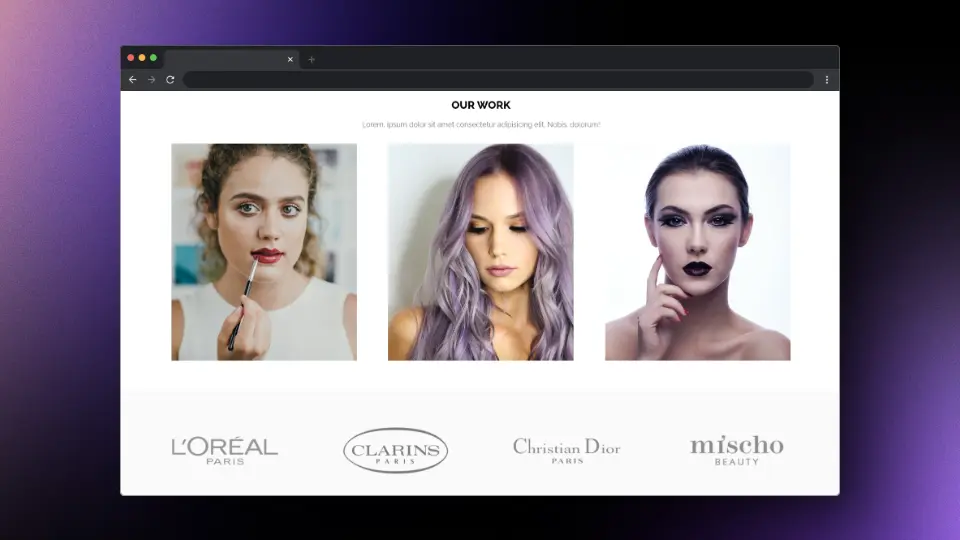 OUR WORK
Lorem, ipsum dolor sit amet consectetur adipisicing elit. Nobis, dolorum!
L'ORÉAL
PARIS
CLARINS
PARIS
Christian Dior
PARIS
mischo
BEAUTY